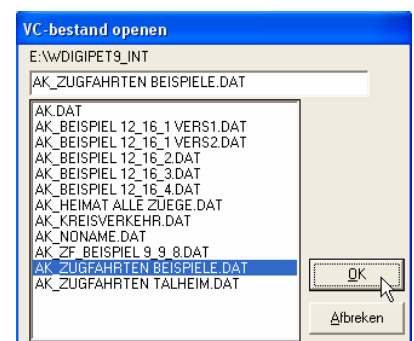 VC-bestand openen
E:\WDIGIPET9_INT
AK_ZUGFAHRTEN BEISPIELE.DAT
AK.DAT
AK_BEISPIEL 12_16_1 VERS1.DAT
AK_BEISPIEL 12_16_1 VERS2.DAT
AK_BEISPIEL 12_16_2.DAT
AK_BEISPIEL 12_16_3.DAT
AK_BEISPIEL 12_16_4.DAT
AK_HEIMAT ALLE ZUEGE.DAT
AK_KREISVERKEHR.DAT
AK_NONAME.DAT
AK_ZF_BEISPIEL 9_9_8.DAT
AK_ZUGFAHRTEN BEISPIELE.DAT
AK_ZUGFAHRTEN TALHEIM.DAT
OK
Afbreken